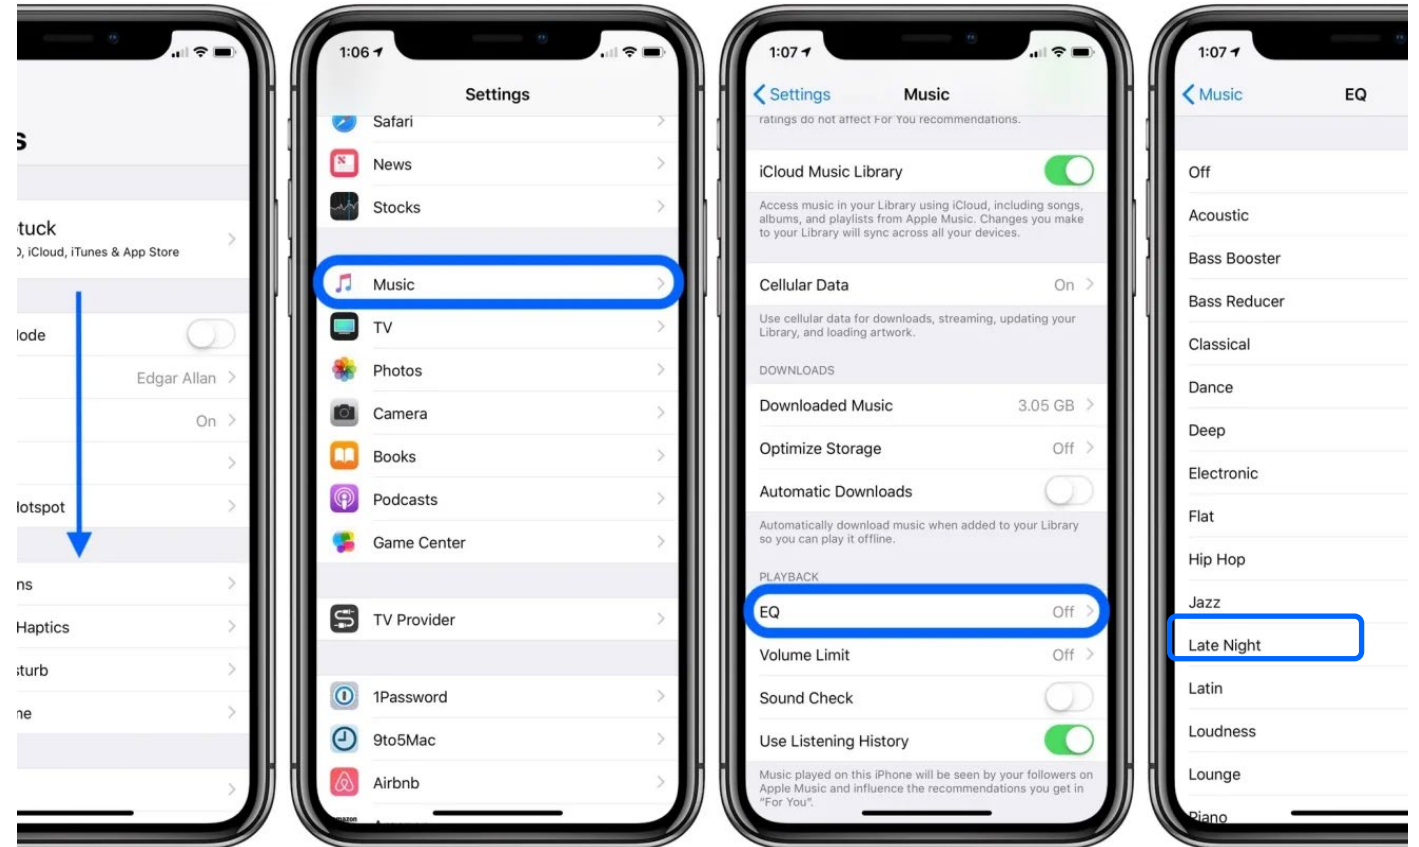 s
tuck
D, iCloud, iTunes & App Store
lode
Edgar Allan
On
lotspot
ns
Haptics
sturb
ne
1:06
Settings
Safari
News
Stocks
Music
TV
Photos
Camera
Books
Podcasts
Game Center
TV Provider
1Password
9to5Mac
Airbnb
amazon
1:07
Settings
Music
ratings do not affect For You recommendations.
iCloud Music Library
Access music in your Library using iCloud, including songs,
albums, and playlists from Apple Music. Changes you make
to your Library will sync across all your devices.
Cellular Data On
Use cellular data for downloads, streaming, updating your
Library, and loading artwork.
DOWNLOADS
Downloaded Music 3.05 GB
Optimize Storage Off
Automatic Downloads
Automatically download music when added to your Library
so you can play it offline.
PLAYBACK
EQ Off
Volume Limit Off
Sound Check
Use Listening History
Music played on this iPhone will be seen by your followers on
Apple Music and influence the recommendations you get in
"For You".
1:07
Music
EQ
Off
Acoustic
Bass Booster
Bass Reducer
Classical
Dance
Deep
Electronic
Flat
Hip Hop
Jazz
Late Night
Latin
Loudness
Lounge
Piano